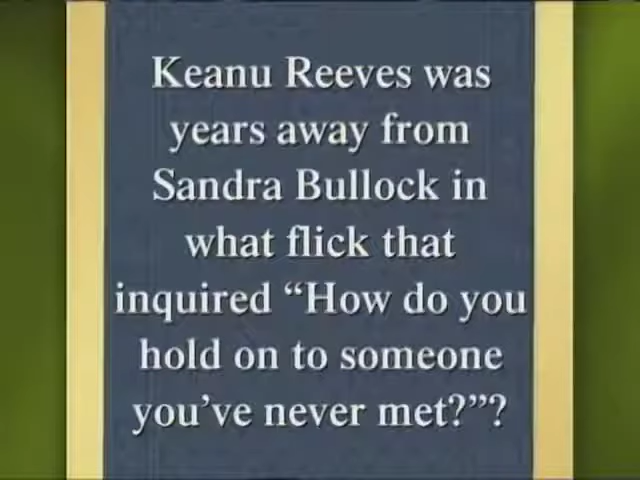 Keanu Reeves was
years away from
Sandra Bullock in
what flick that
inquired “How do you
hold on to someone
you’ve never met?”?